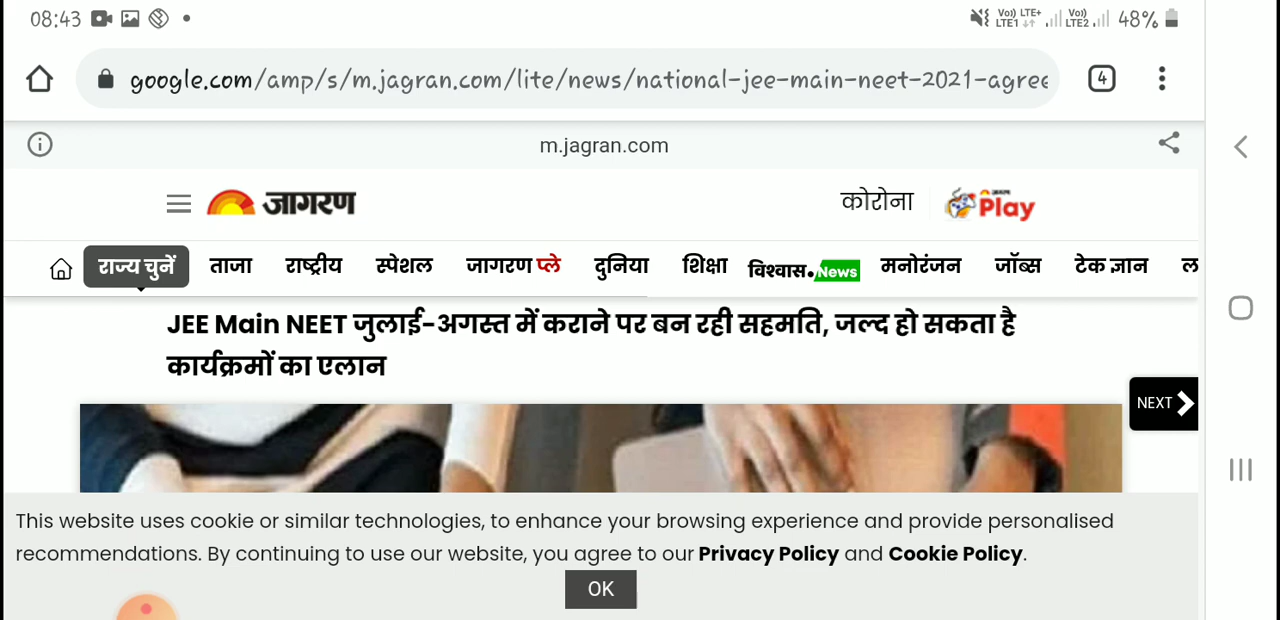 08:43
Vo)) LTE+ LTE1 Vo)) LTE2 48%
google.com/amp/s/m.jagran.com/lite/news/national-jee-main-neet-2021-agree
4
m.jagran.com
जागरण
कोरोना
Play
राज्य चुनें ताजा राष्ट्रीय स्पेशल जागरण प्ले दुनिया शिक्षा विश्वास.News मनोरंजन जॉब्स टेक ज्ञान ल
JEE Main NEET जुलाई-अगस्त में कराने पर बन रही सहमति, जल्द हो सकता है
कार्यक्रमों का एलान
NEXT
This website uses cookie or similar technologies, to enhance your browsing experience and provide personalised
recommendations. By continuing to use our website, you agree to our Privacy Policy and Cookie Policy.
OK